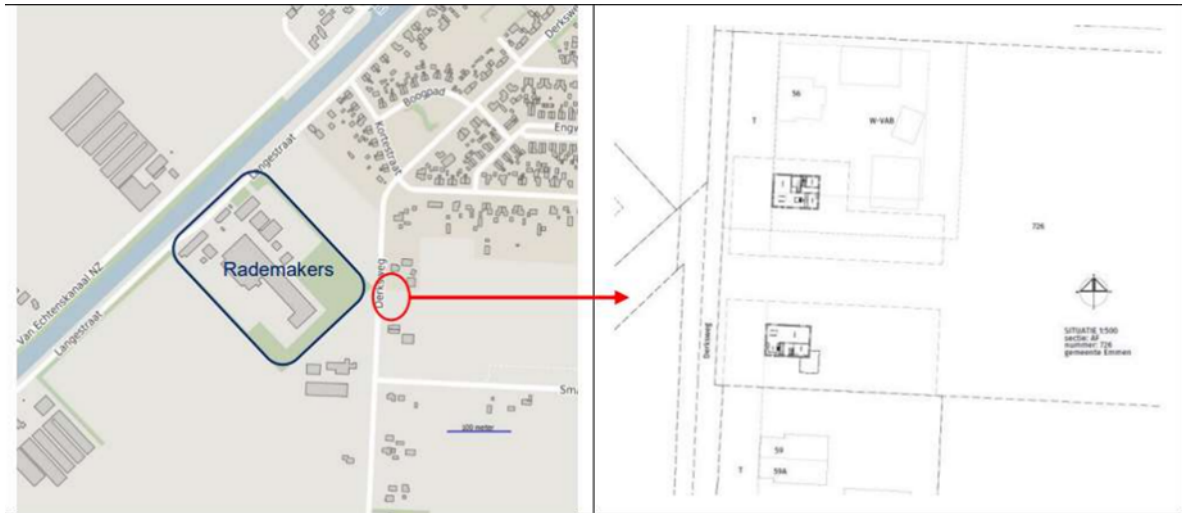 Derksweg
Boogpad
Engw
Kortestraat
Langestraat
Rademakers
Derksweg
Van Echtenskanaal NZ
Langestraat
Sma
100 meter
56
T
W-VAB
726
Derksweg
SITUATIE 1:500
sectie: AF
nummer: 726
gemeente Emmen
59
T
59A